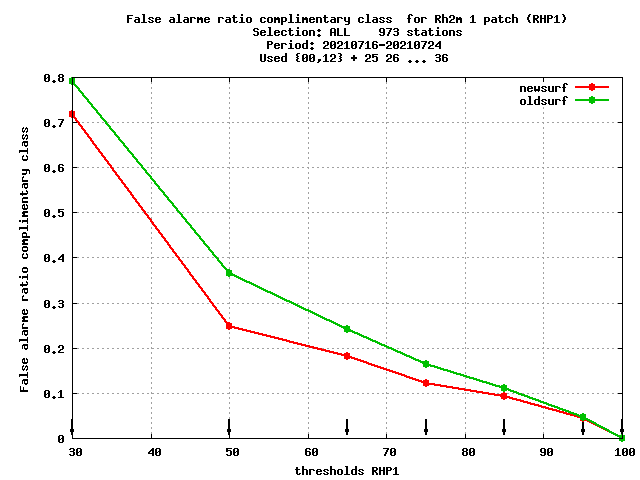 False alarme ratio complimentary class  for Rh2m 1 patch (RHP1)
Selection: ALL    973 stations
Period: 20210716-20210724
Used {00,12} + 25 26 ... 36
newsurf
oldsurf
False alarme ratio complimentary class
0.8
0.7
0.6
0.5
0.4
0.3
0.2
0.1
0
30 40 50 60 70 80 90 100
thresholds RHP1